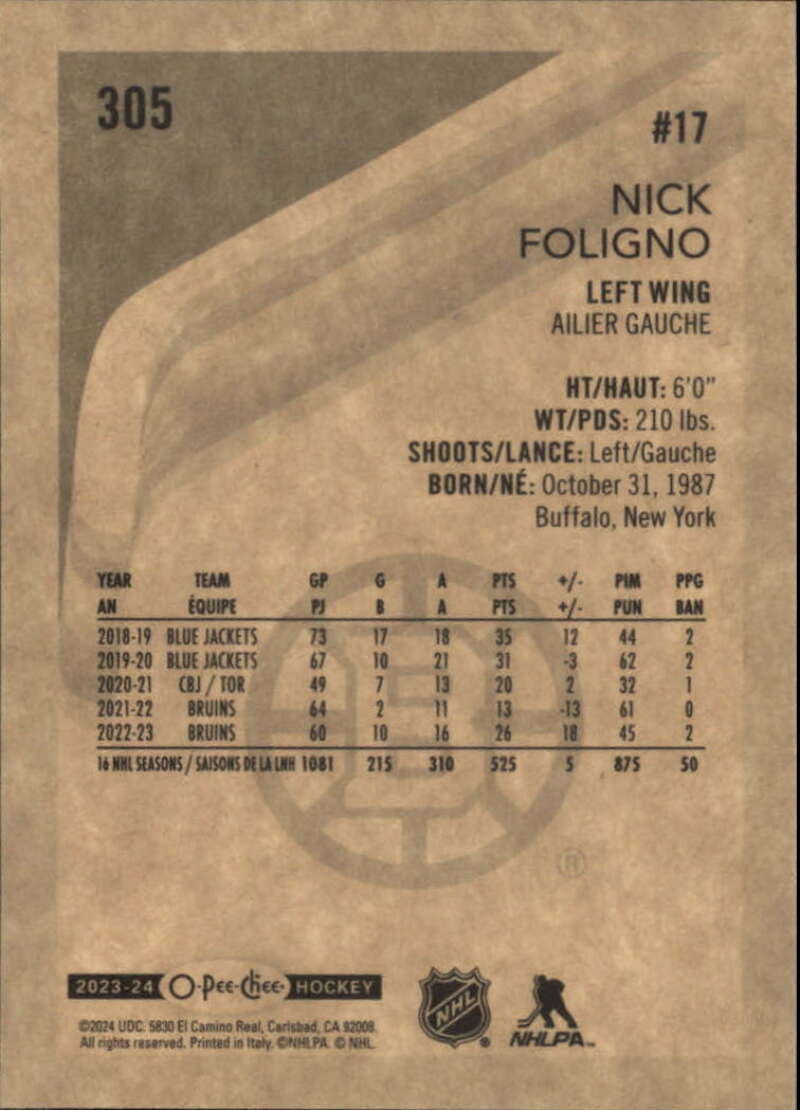 305
#17
NICK
FOLIGNO
LEFT WING
AILIER GAUCHE
HT/HAUT: 6'0"
WT/PDS: 210 lbs.
SHOOTS/LANCE: Left/Gauche
BORN/NÉ: October 31, 1987
Buffalo, New York
YEAR TEAM GP G A PTS +/- PIM PPG
AN ÉQUIPE PJ B A PTS +/- PUN BAN
2018-19 BLUE JACKETS 73 17 18 35 12 44 2
2019-20 BLUE JACKETS 67 10 21 31 -3 62 2
2020-21 CBJ / TOR 49 7 13 20 2 32 1
2021-22 BRUINS 64 2 11 13 -13 61 0
2022-23 BRUINS 60 10 16 26 18 45 2
16 NHL SEASONS / SAISONS DE LA LNH 1081 215 310 525 5 875 50
®
2023-24 O-Pee-Chee HOCKEY
©2024 UDC. 5830 El Camino Real, Carlsbad, CA 92008.
All rights reserved. Printed in Italy. ©NHLPA. © NHL.
NHL
NHLPA™